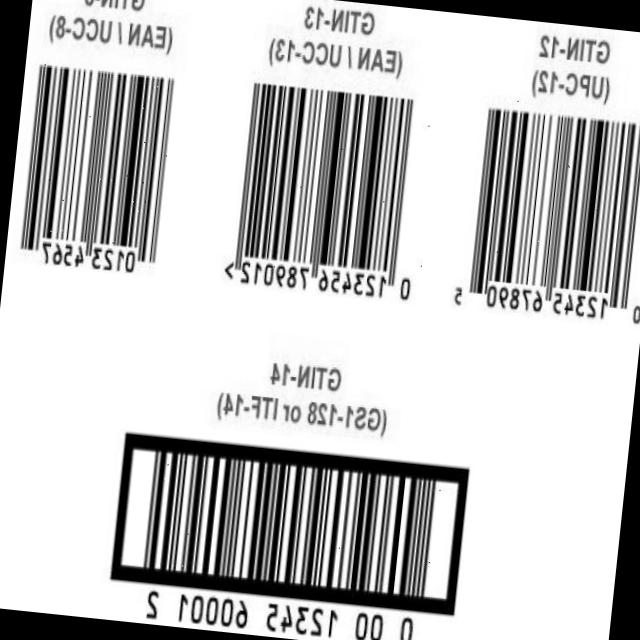 GTIN-12
(UPC-12)
0 12345 67890 5
GTIN-13
(EAN / UCC-13)
0 123456 789012 >
GTIN-8
(EAN / UCC-8)
0123 4567
GTIN-14
(GS1-128 or ITF-14)
0 00 12345 60001 2